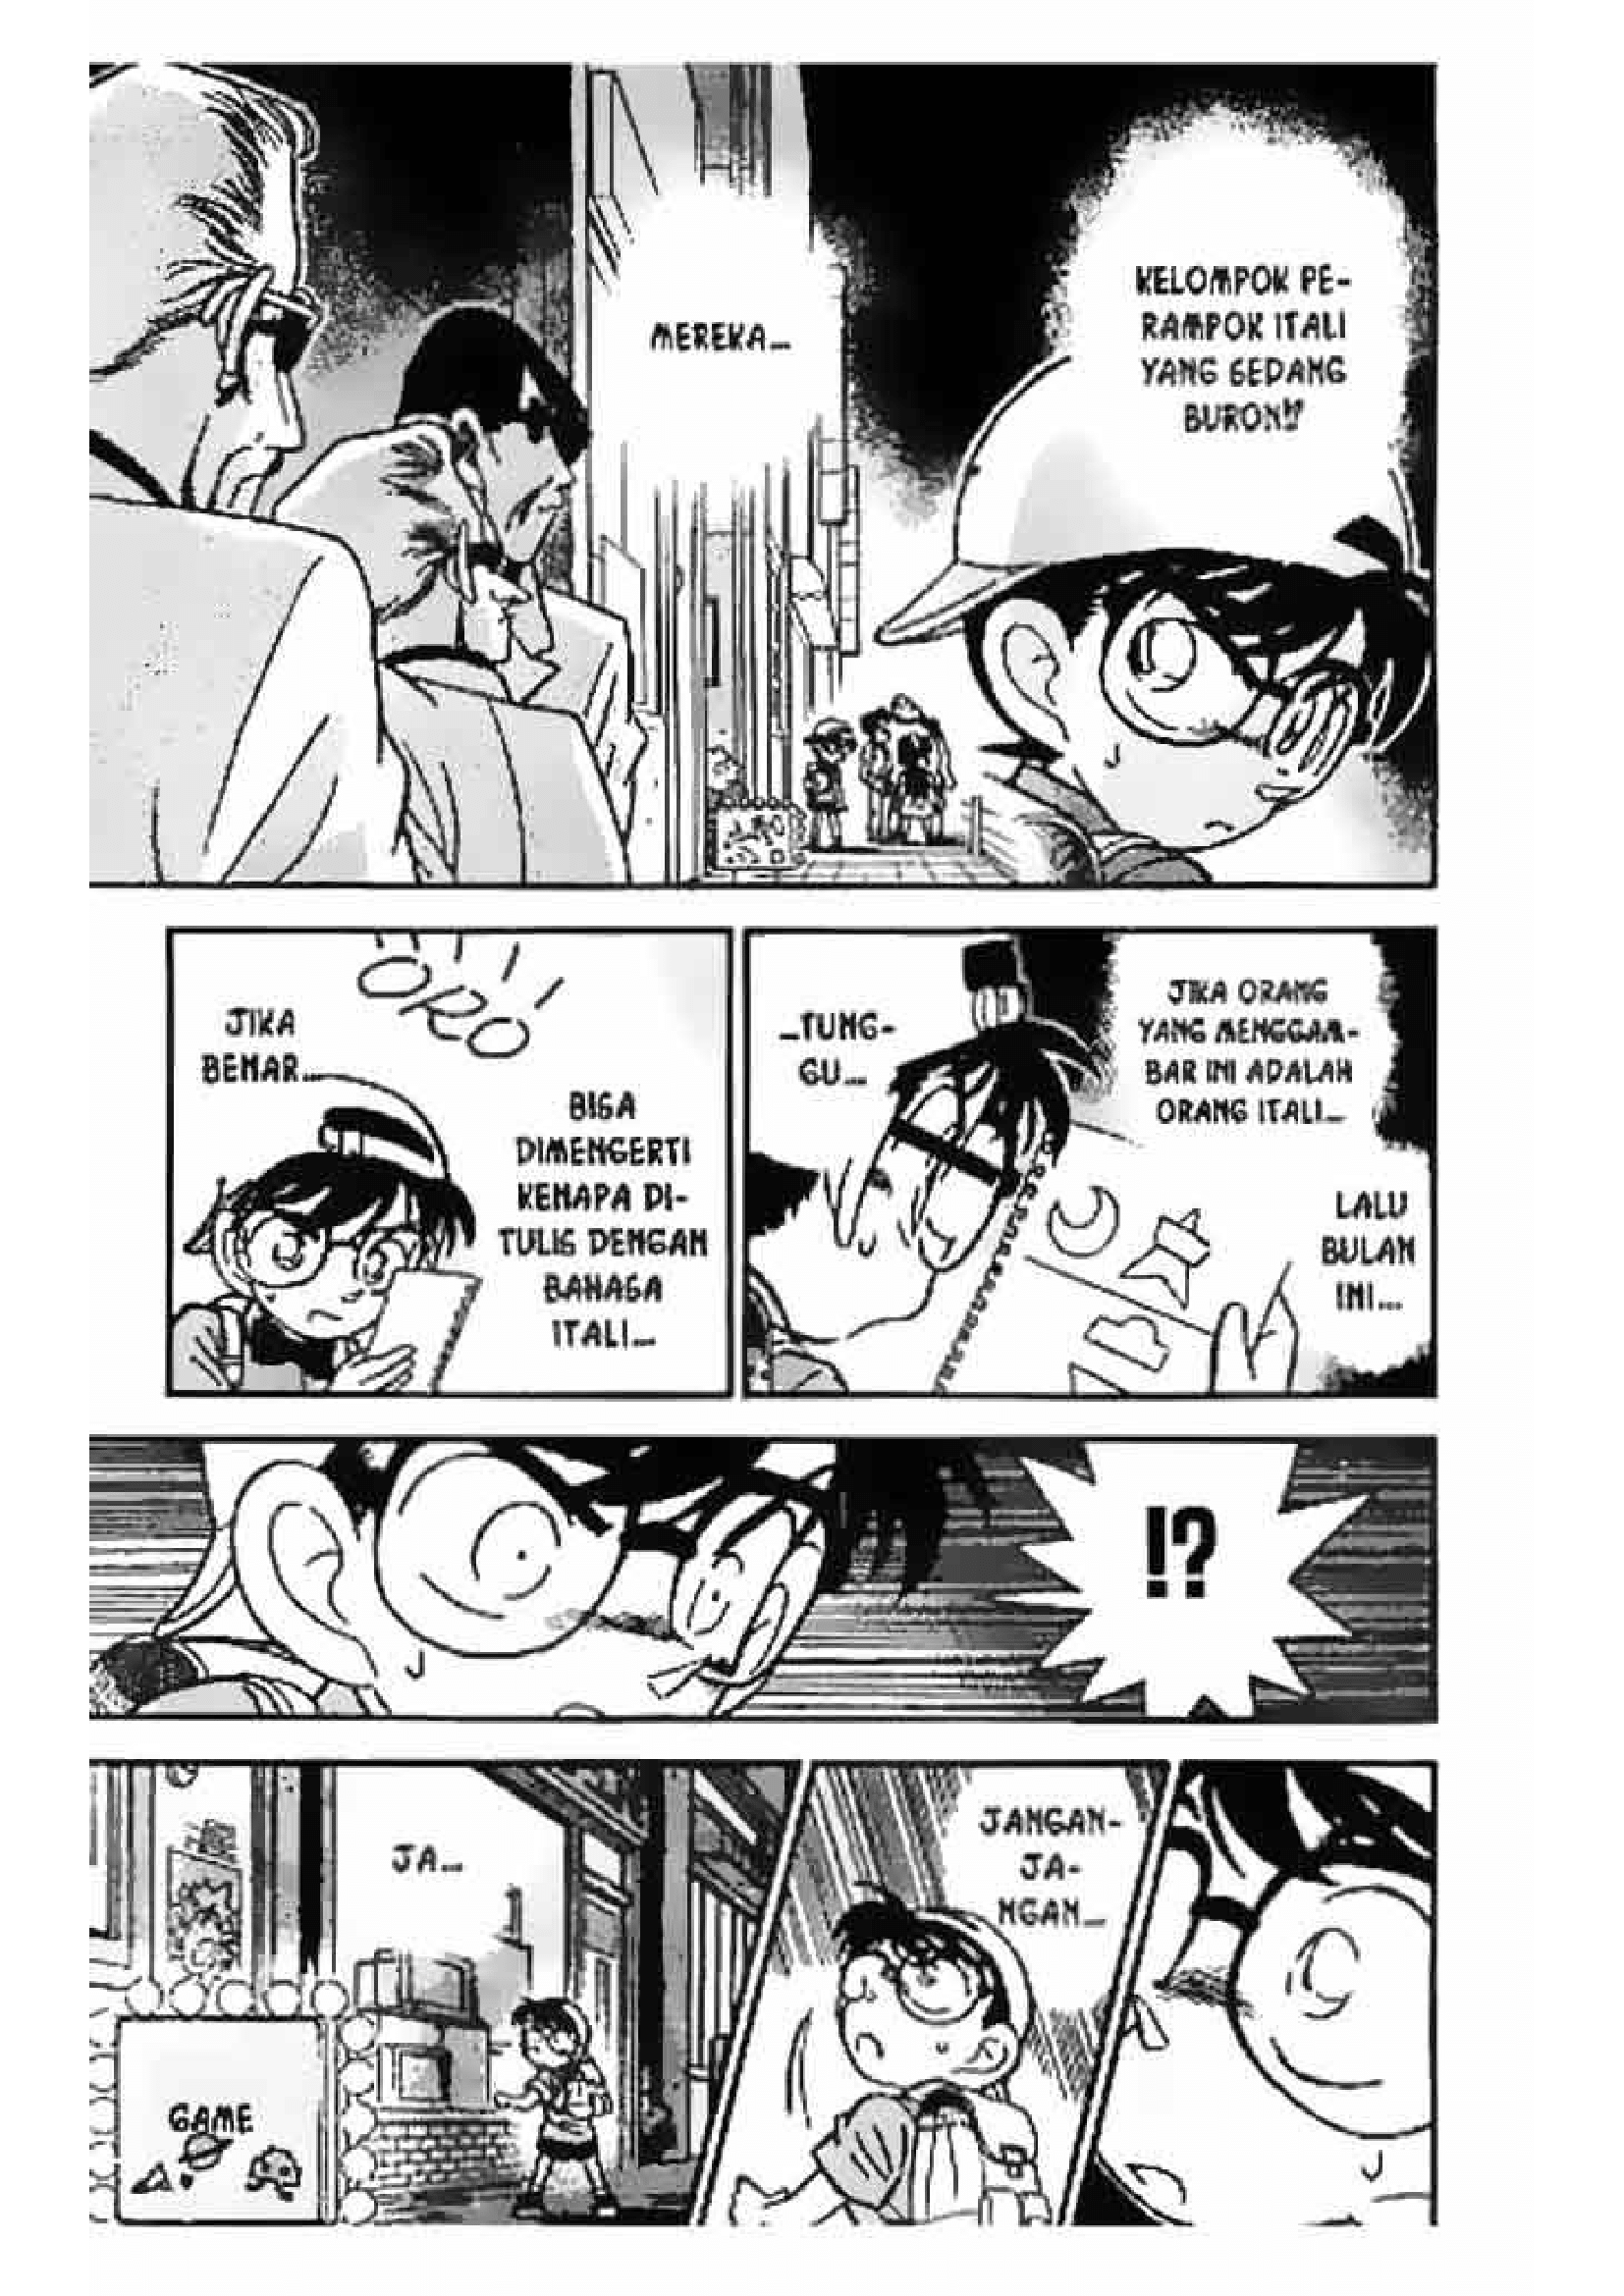 KELOMPOK PE-
RAMPOK ITALI
YANG SEDANG
BURON!!
MEREKA...
JIKA ORANG
YANG MENGGAM-
BAR INI ADALAH
ORANG ITALI...
LALU
BULAN
INI...
...TUNG-
GU...
ORO
JIKA
BENAR...
BISA
DIMENGERTI
KENAPA DI-
TULIS DENGAN
BAHASA
ITALI...
!?
JANGAN-
JA-
NGAN...
JA...
GAME